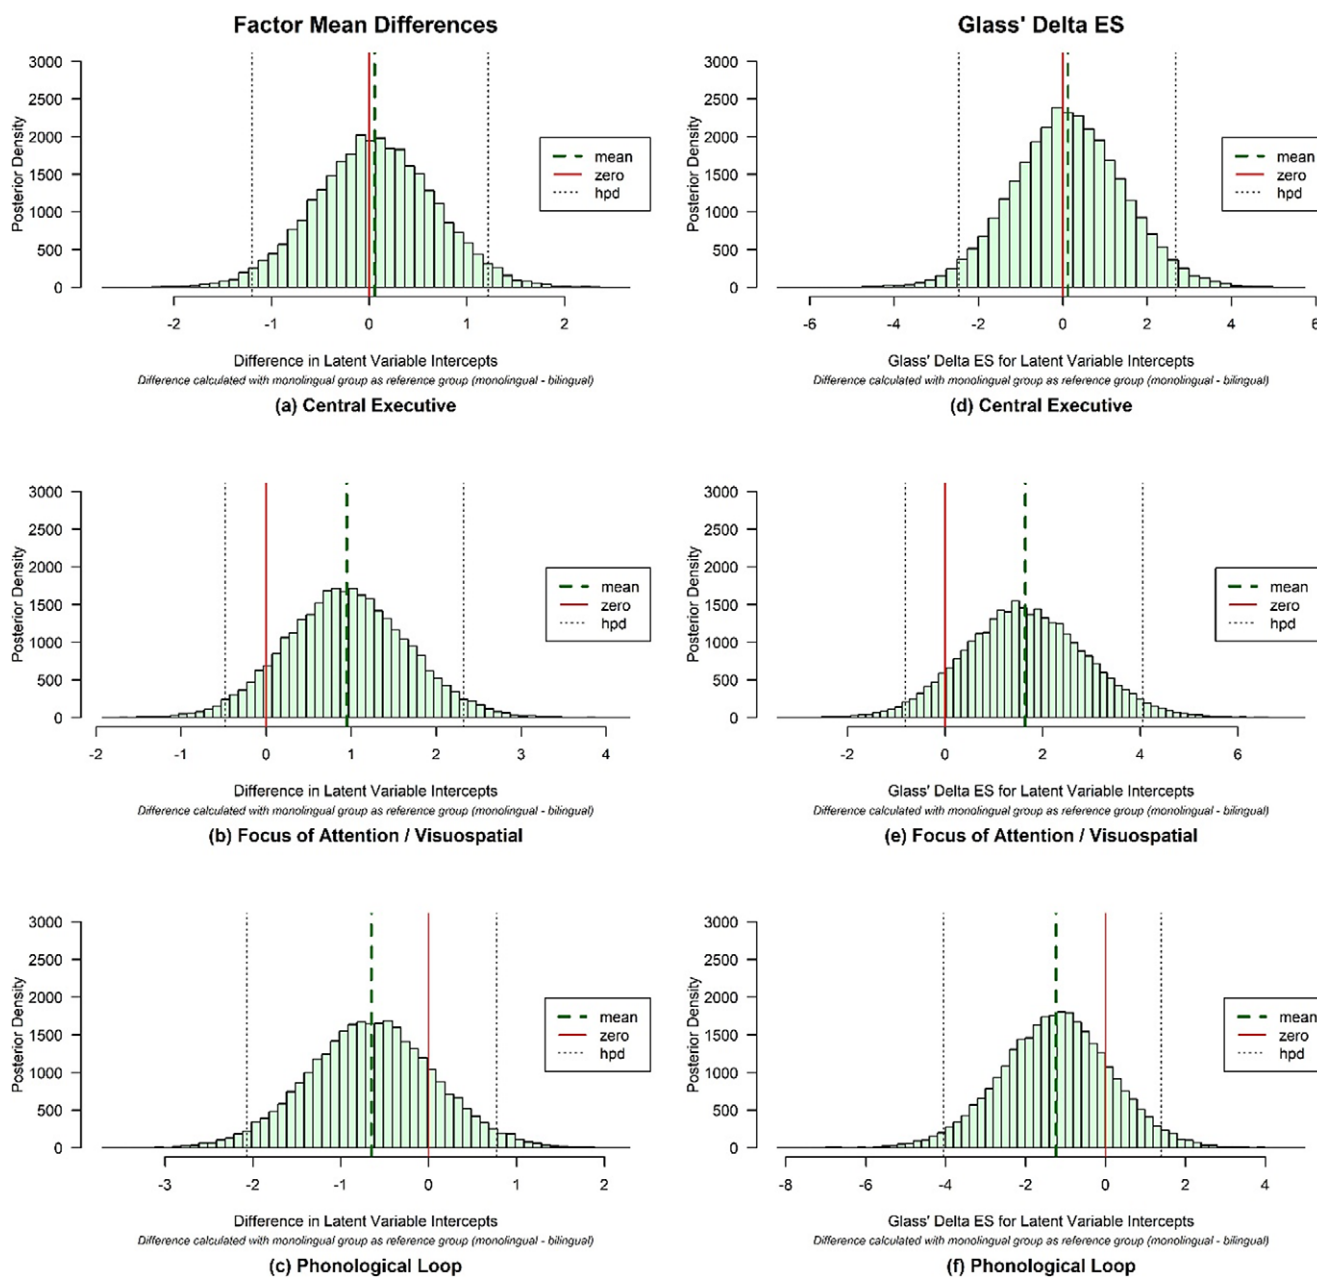 Factor Mean Differences
Glass' Delta ES
3000
2500
2000
1500
1000
500
0
Posterior Density
mean
zero
hpd
-2 -1 0 1 2
Difference in Latent Variable Intercepts
Difference calculated with monolingual group as reference group (monolingual - bilingual)
(a) Central Executive
3000
2500
2000
1500
1000
500
0
Posterior Density
mean
zero
hpd
-6 -4 -2 0 2 4 6
Glass' Delta ES for Latent Variable Intercepts
Difference calculated with monolingual group as reference group (monolingual - bilingual)
(d) Central Executive
3000
2500
2000
1500
1000
500
0
Posterior Density
mean
zero
hpd
-2 -1 0 1 2 3 4
Difference in Latent Variable Intercepts
Difference calculated with monolingual group as reference group (monolingual - bilingual)
(b) Focus of Attention / Visuospatial
3000
2500
2000
1500
1000
500
0
Posterior Density
mean
zero
hpd
-2 0 2 4 6
Glass' Delta ES for Latent Variable Intercepts
Difference calculated with monolingual group as reference group (monolingual - bilingual)
(e) Focus of Attention / Visuospatial
3000
2500
2000
1500
1000
500
0
Posterior Density
mean
zero
hpd
-3 -2 -1 0 1 2
Difference in Latent Variable Intercepts
Difference calculated with monolingual group as reference group (monolingual - bilingual)
(c) Phonological Loop
3000
2500
2000
1500
1000
500
0
Posterior Density
mean
zero
hpd
-8 -6 -4 -2 0 2 4
Glass' Delta ES for Latent Variable Intercepts
Difference calculated with monolingual group as reference group (monolingual - bilingual)
(f) Phonological Loop